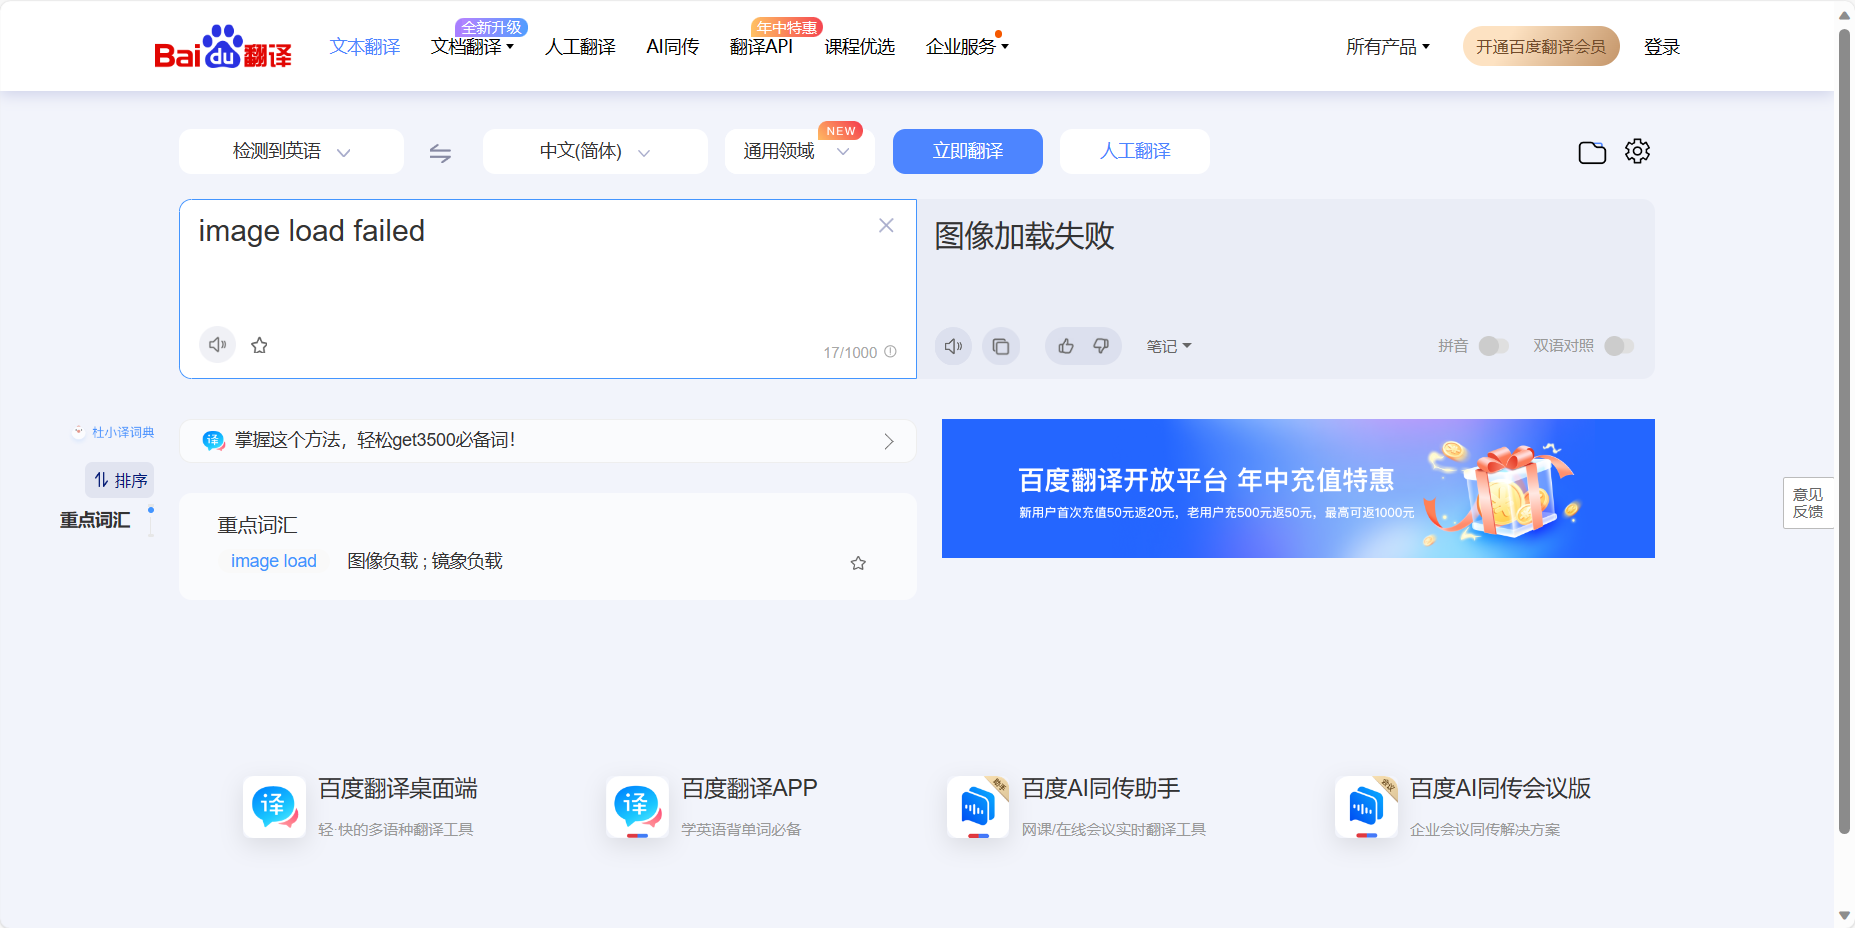 Bai du 翻译
文本翻译
全新升级
文档翻译
人工翻译
AI同传
年中特惠
翻译API
课程优选
企业服务
所有产品
开通百度翻译会员
登录
检测到英语
中文(简体)
通用领域
NEW
立即翻译
人工翻译
image load failed
17/1000
图像加载失败
笔记
拼音
双语对照
杜小译词典
排序
重点词汇
译 掌握这个方法，轻松get3500必备词！
重点词汇
image load 图像负载 ; 镜象负载
百度翻译开放平台 年中充值特惠
新用户首次充值50元返20元，老用户充500元返50元，最高可返1000元
意见
反馈
译
百度翻译桌面端
轻·快的多语种翻译工具
译
百度翻译APP
学英语背单词必备
助手
百度AI同传助手
网课/在线会议实时翻译工具
会议
百度AI同传会议版
企业会议同传解决方案